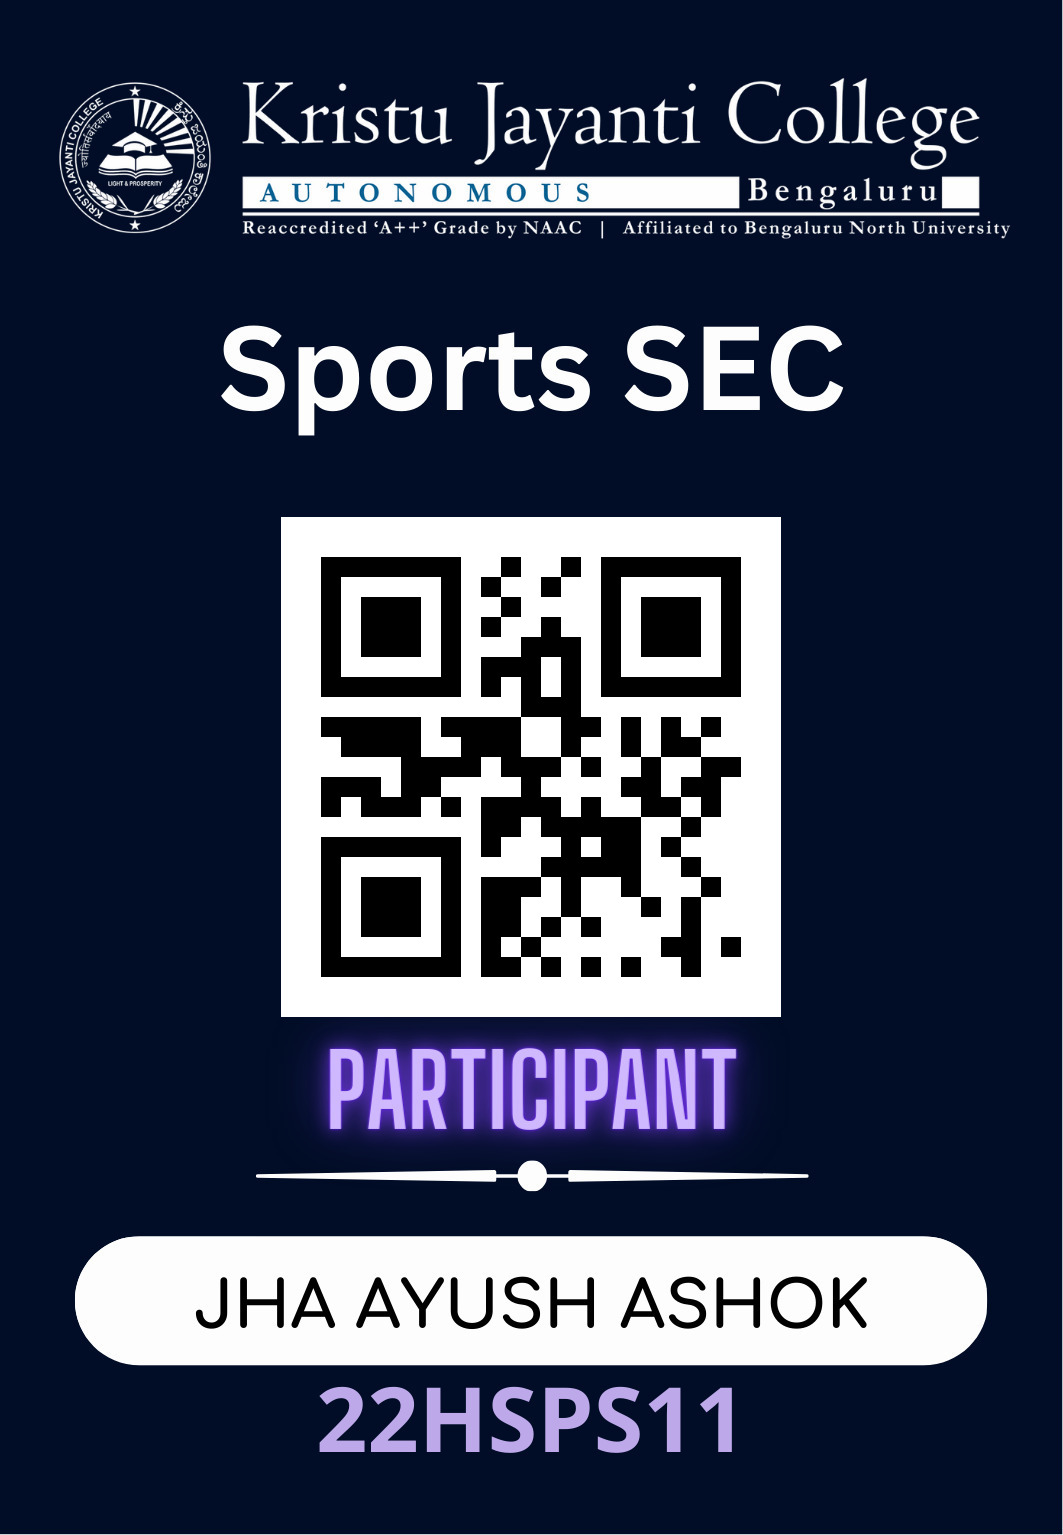 KRISTU JAYANTI COLLEGE
ज्योतिसंवादयाय
LIGHT & PROSPERITY
Kristu Jayanti College
AUTONOMOUS Bengaluru
Reaccredited ‘A++’ Grade by NAAC | Affiliated to Bengaluru North University
Sports SEC
PARTICIPANT
JHA AYUSH ASHOK
22HSPS11